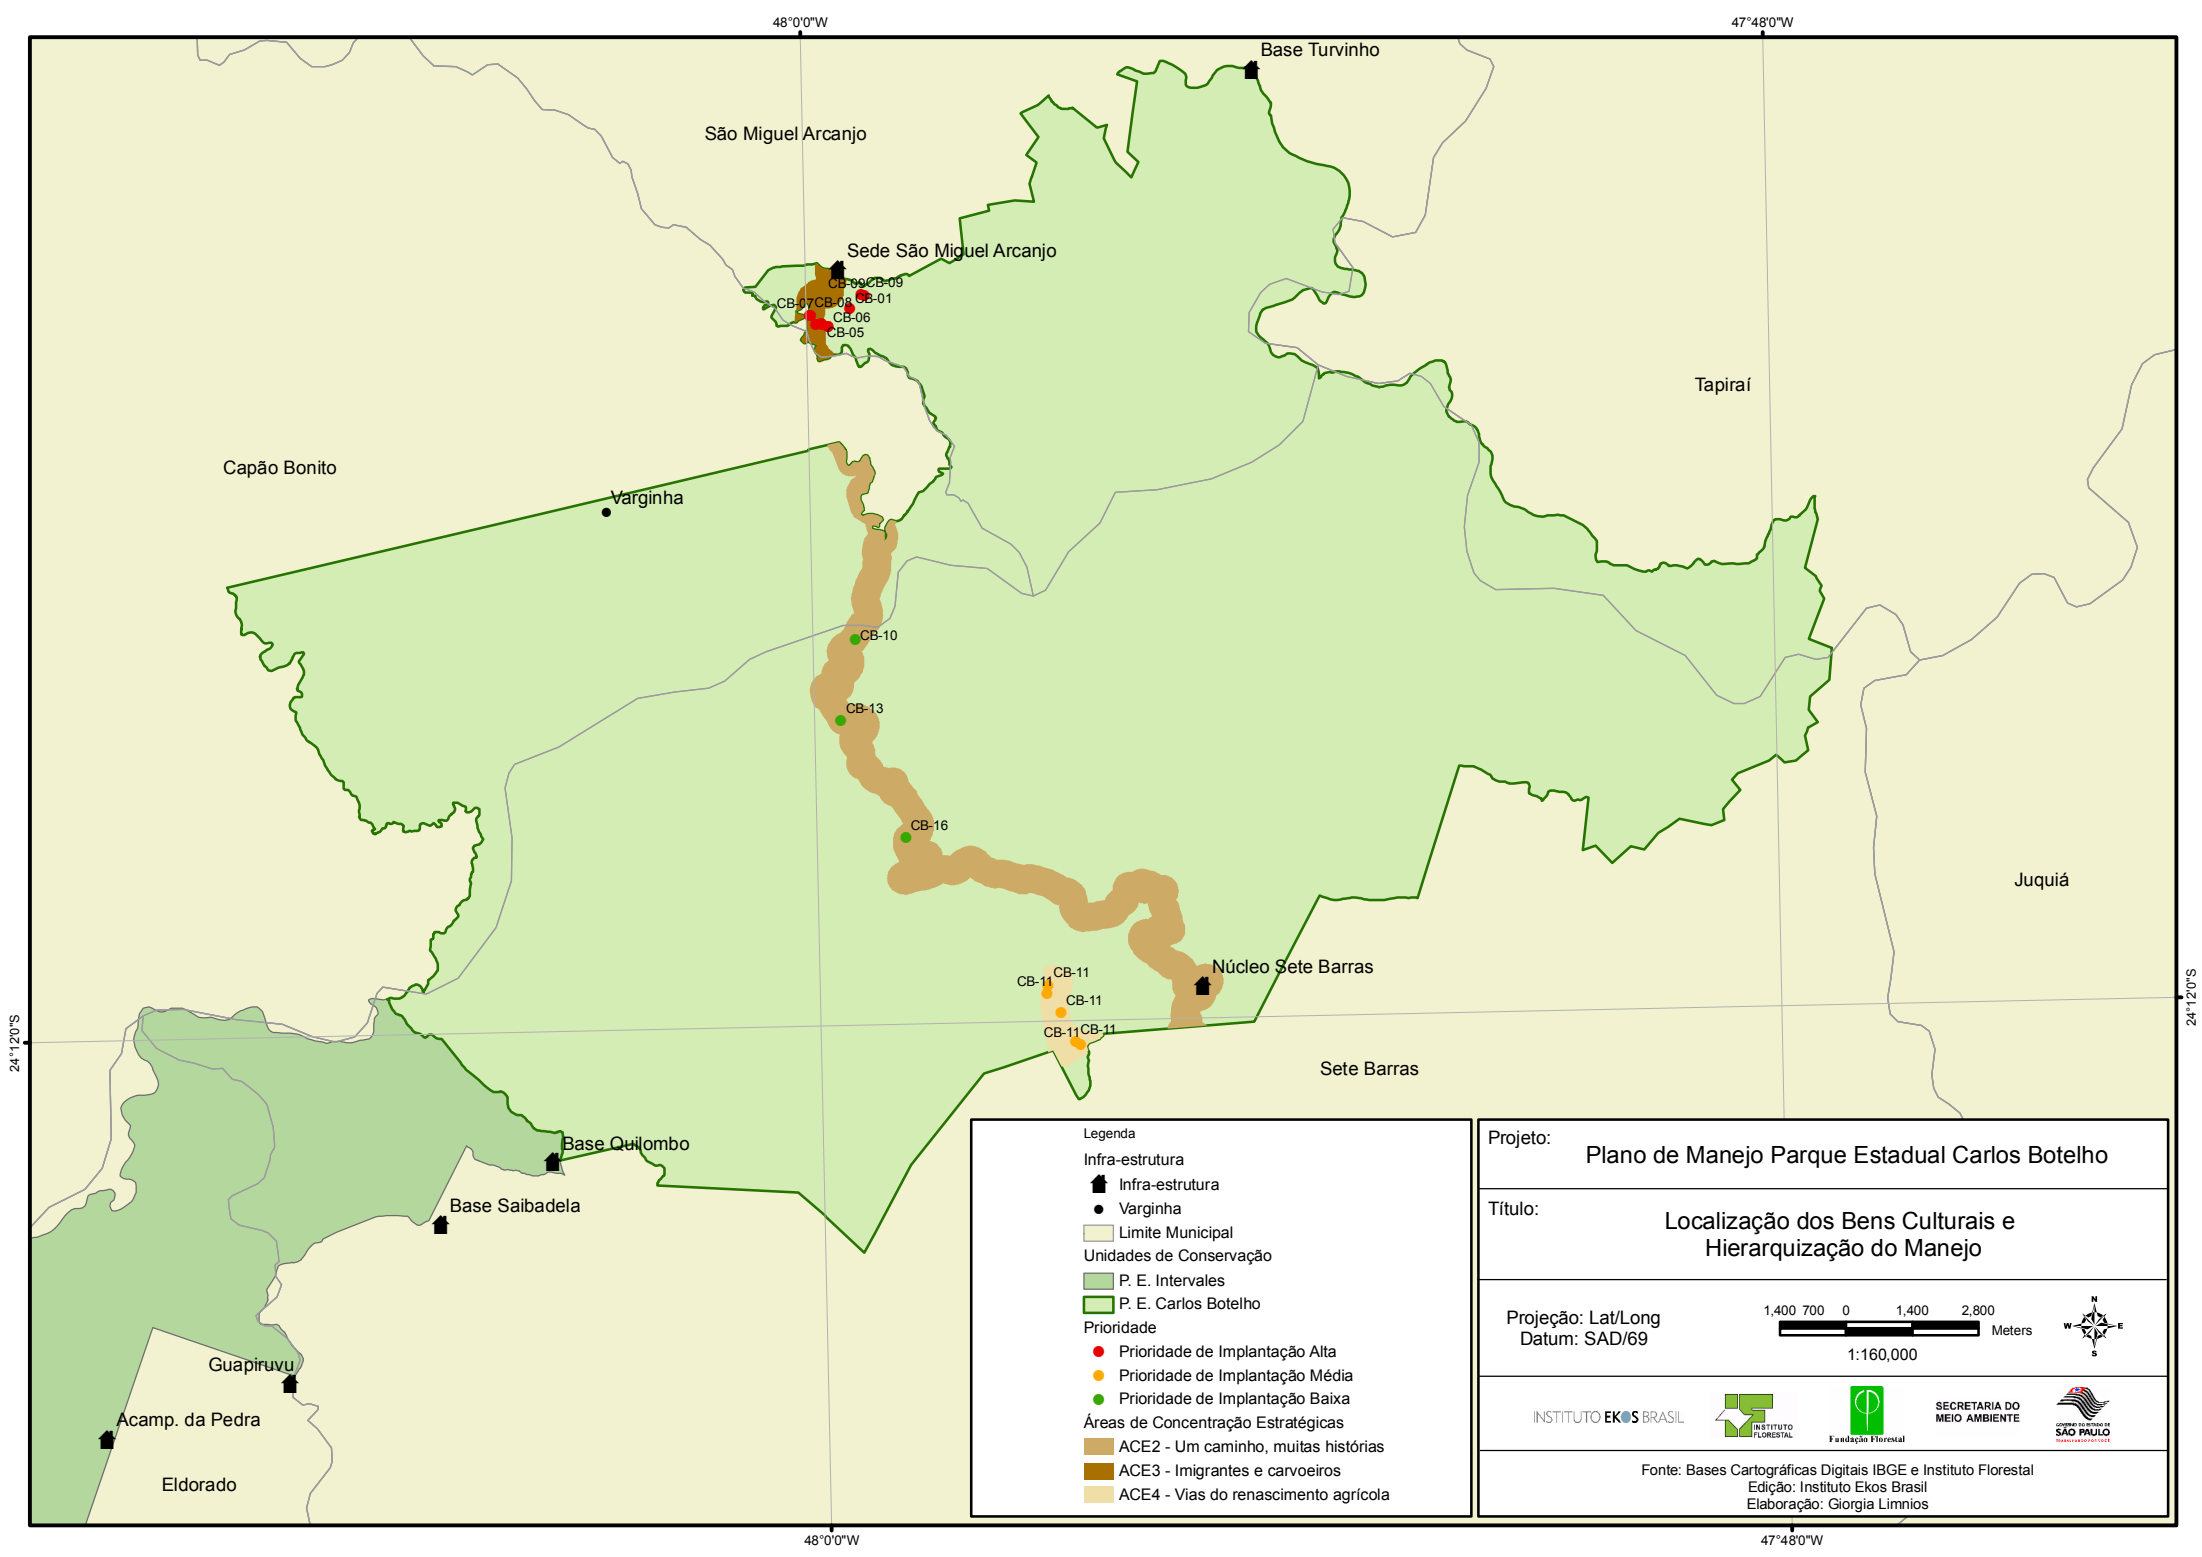 48°0'0"W
47°48'0"W
Base Turvinho
São Miguel Arcanjo
Sede São Miguel Arcanjo
CB-09
CB-09
CB-01
CB-07
CB-08
CB-06
CB-05
Tapiraí
Capão Bonito
Varginha
CB-10
CB-13
CB-16
Juquiá
Núcleo Sete Barras
CB-11
CB-11
CB-11
CB-11
CB-11
24°12'0"S
24°12'0"S
Sete Barras
Base Quilombo
Base Saibadela
Guapiruvu
Acamp. da Pedra
Eldorado
Legenda
Infra-estrutura
Infra-estrutura
Varginha
Limite Municipal
Unidades de Conservação
P. E. Intervales
P. E. Carlos Botelho
Prioridade
Prioridade de Implantação Alta
Prioridade de Implantação Média
Prioridade de Implantação Baixa
Áreas de Concentração Estratégicas
ACE2 - Um caminho, muitas histórias
ACE3 - Imigrantes e carvoeiros
ACE4 - Vias do renascimento agrícola
Projeto:
Plano de Manejo Parque Estadual Carlos Botelho
Título:
Localização dos Bens Culturais e
Hierarquização do Manejo
Projeção: Lat/Long
Datum: SAD/69
1,400 700 0 1,400 2,800
Meters
1:160,000
N
W E
S
INSTITUTO EKOS BRASIL
INSTITUTO
FLORESTAL
Fundação Florestal
SECRETARIA DO
MEIO AMBIENTE
GOVERNO DO ESTADO DE
SÃO PAULO
TRABALHANDO POR VOCÊ
Fonte: Bases Cartográficas Digitais IBGE e Instituto Florestal
Edição: Instituto Ekos Brasil
Elaboração: Giorgia Limnios
48°0'0"W
47°48'0"W